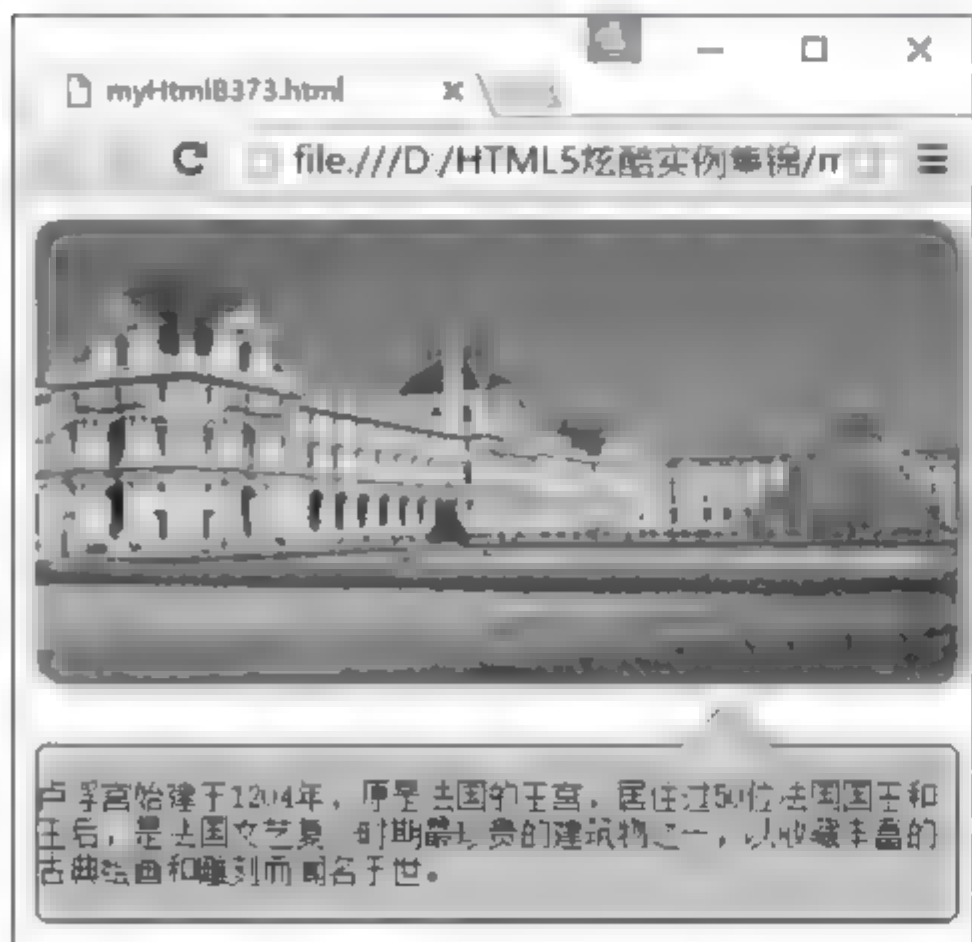 myHtmlB373.html
file:///D:/HTML5炫酷实例集锦/m
卢浮宫始建于1204年，原是法国的王宫，居住过50位法国国王和
王后，是法国文艺复 时期最珍贵的建筑物之一，以收藏丰富的
古典绘画和雕刻而闻名于世。